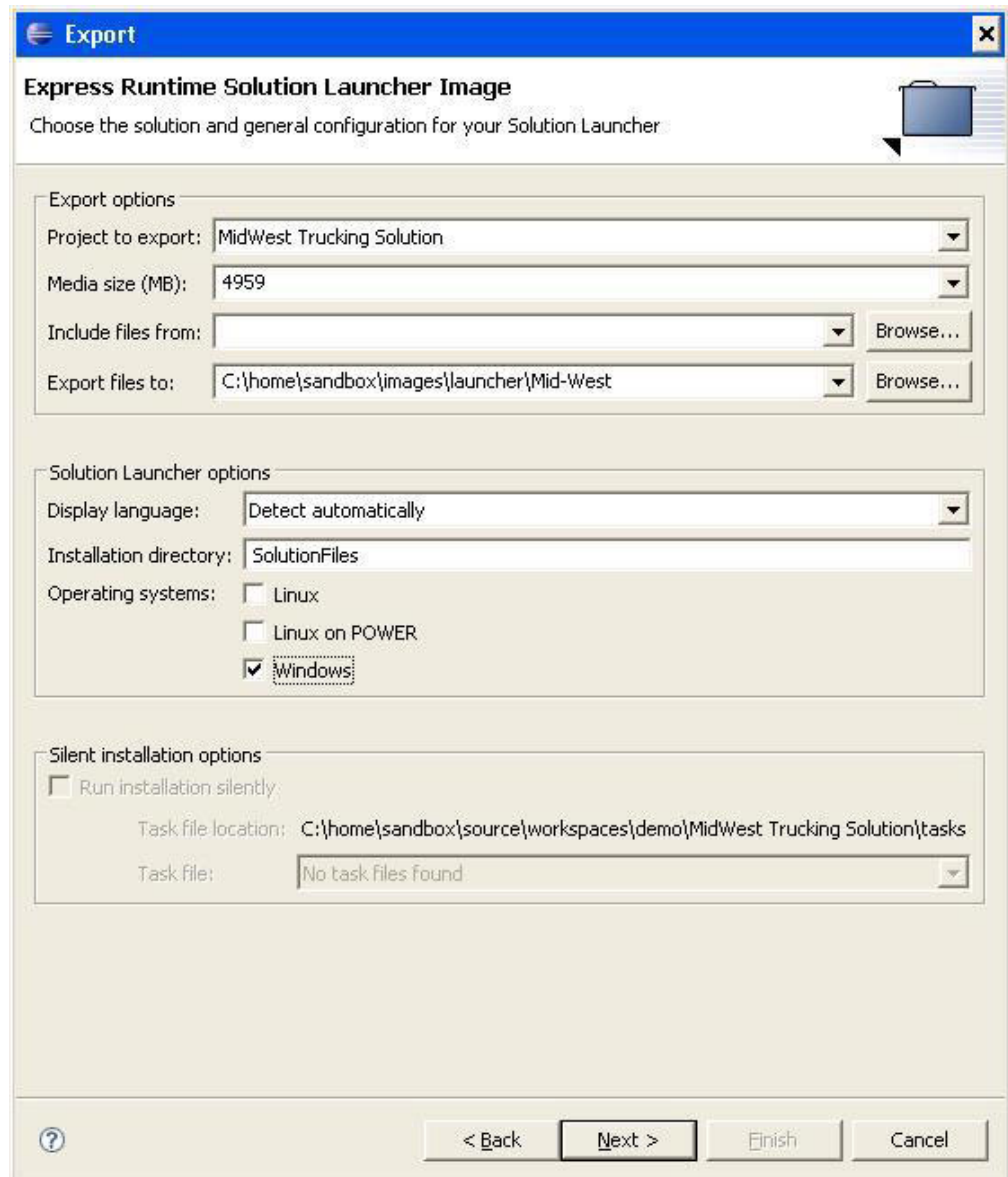 Export
Express Runtime Solution Launcher Image
Choose the solution and general configuration for your Solution Launcher
Export options
Project to export: MidWest Trucking Solution
Media size (MB): 4959
Include files from: Browse...
Export files to: C:\home\sandbox\images\launcher\Mid-West Browse...
Solution Launcher options
Display language: Detect automatically
Installation directory: SolutionFiles
Operating systems: Linux
Linux on POWER
Windows
Silent installation options
Run installation silently
Task file location: C:\home\sandbox\source\workspaces\demo\MidWest Trucking Solution\tasks
Task file: No task files found
? < Back Next > Finish Cancel